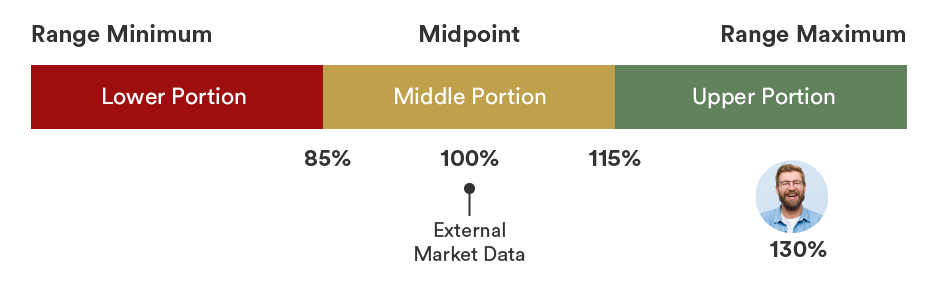 Range Minimum
Midpoint
Range Maximum
Lower Portion
Middle Portion
Upper Portion
85%
100%
115%
External
Market Data
130%